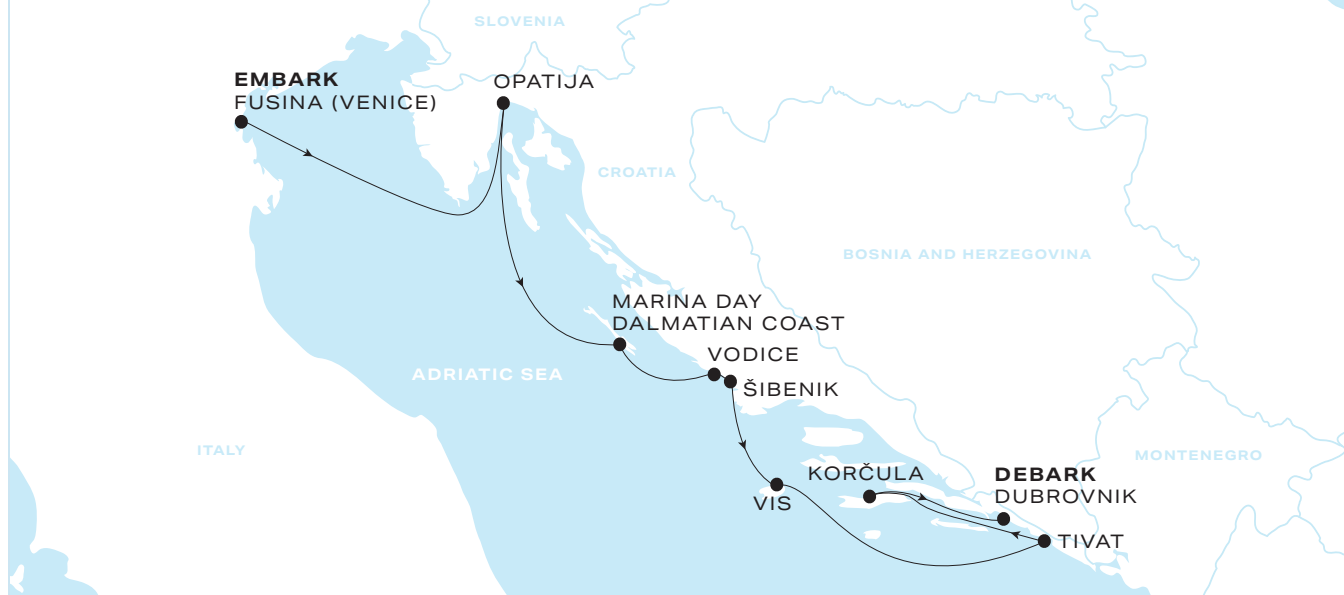 SLOVENIA
EMBARK
FUSINA (VENICE)
OPATIJA
CROATIA
BOSNIA AND HERZEGOVINA
MARINA DAY
DALMATIAN COAST
VODICE
ADRIATIC SEA
ŠIBENIK
ITALY
MONTENEGRO
KORČULA
DEBARK
DUBROVNIK
VIS
TIVAT